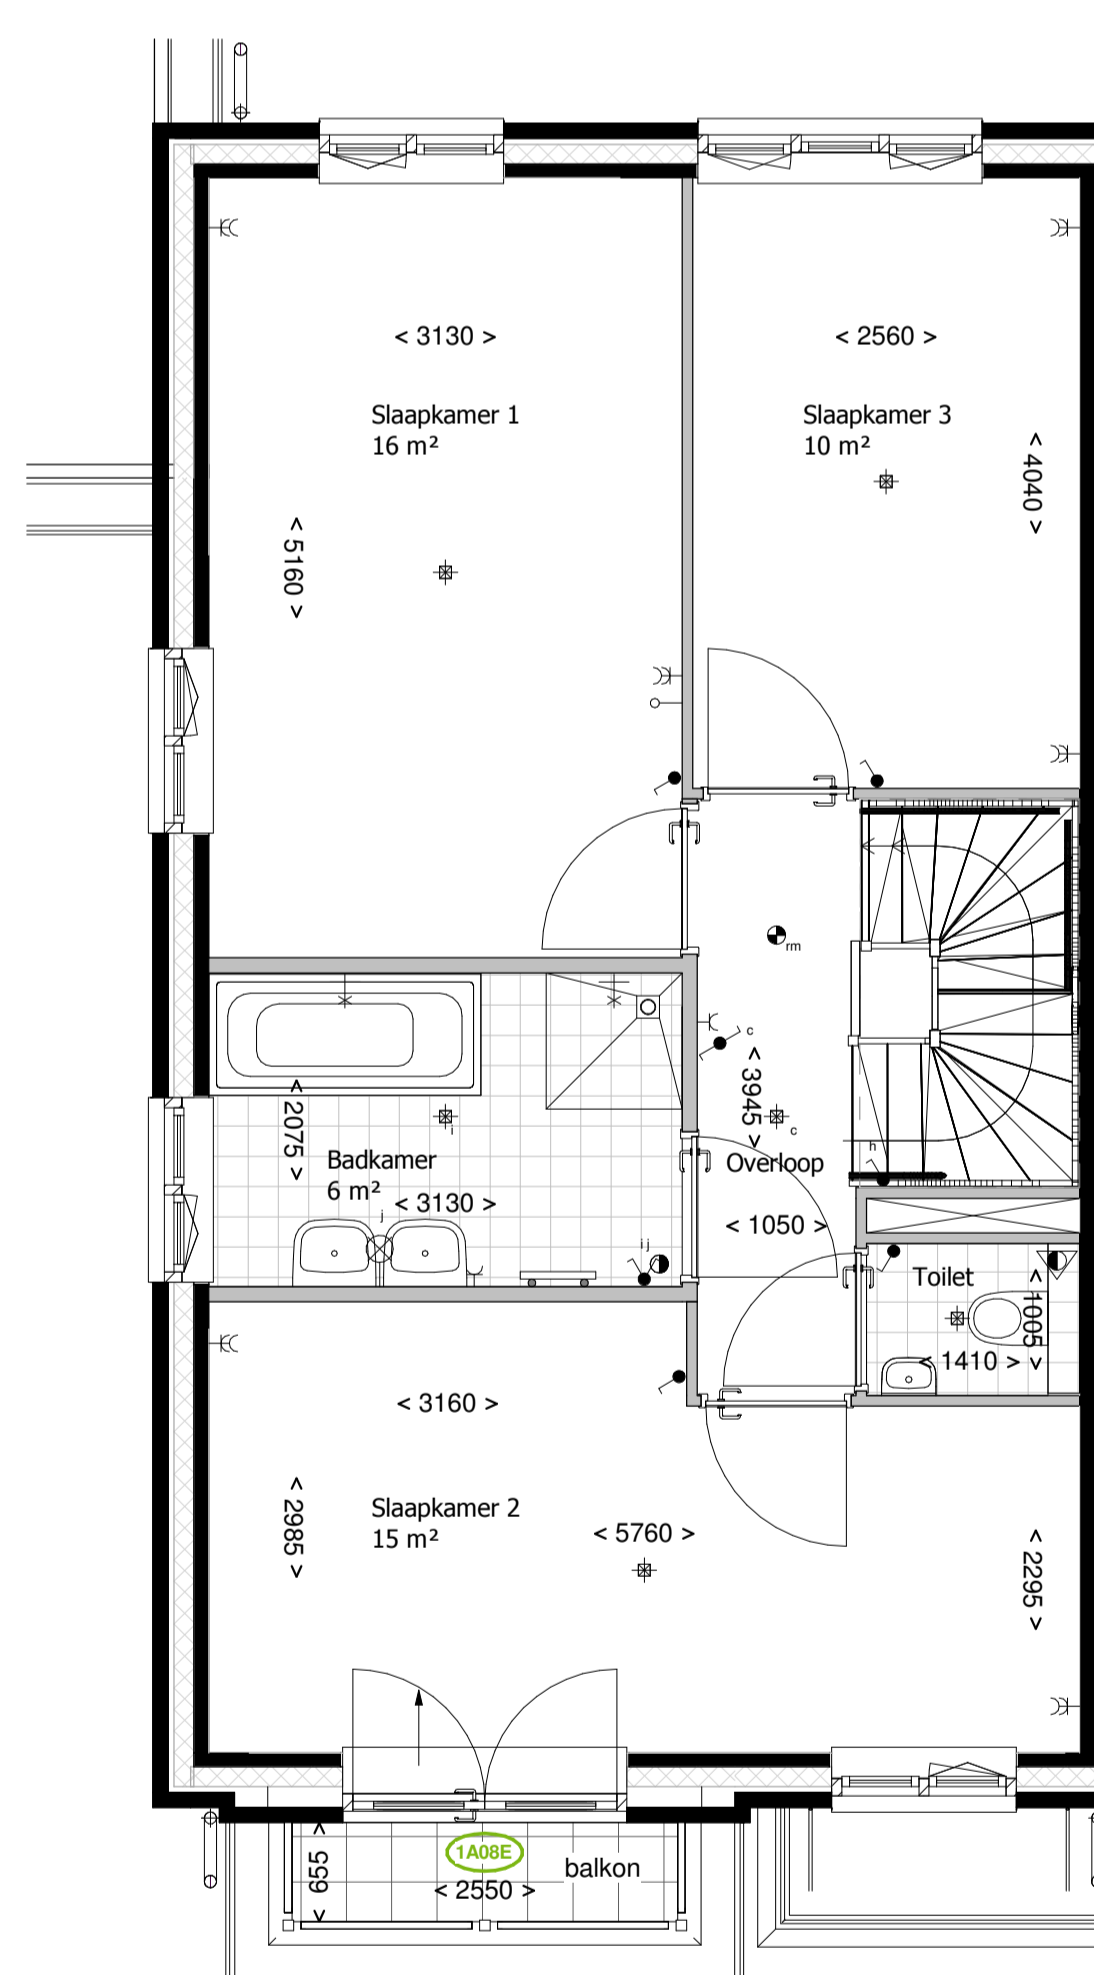 < 3130 >
< 2560 >
Slaapkamer 1
16 m²
Slaapkamer 3
10 m²
< 4040 >
< 5160 >
rm
c
< 3945 >
c
< 2075 >
i
Badkamer
6 m²
< 3130 >
j
Overloop
h
< 1050 >
i j
Toilet
< 1005 >
< 1410 >
< 3160 >
< 2985 >
Slaapkamer 2
15 m²
< 5760 >
< 2295 >
1A08E
balkon
< 655 >
< 2550 >